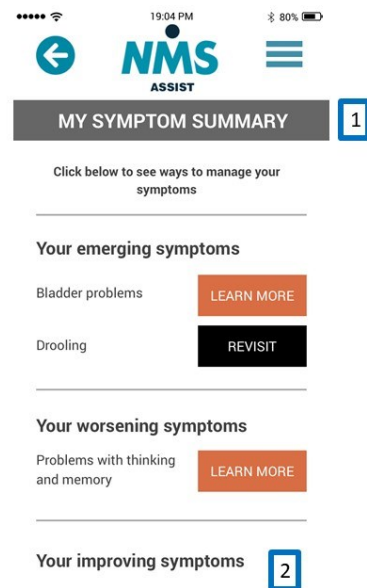 19:04 PM
80%
NMS
ASSIST
MY SYMPTOM SUMMARY
1
Click below to see ways to manage your
symptoms
Your emerging symptoms
Bladder problems
LEARN MORE
Drooling
REVISIT
Your worsening symptoms
Problems with thinking
and memory
LEARN MORE
Your improving symptoms
2